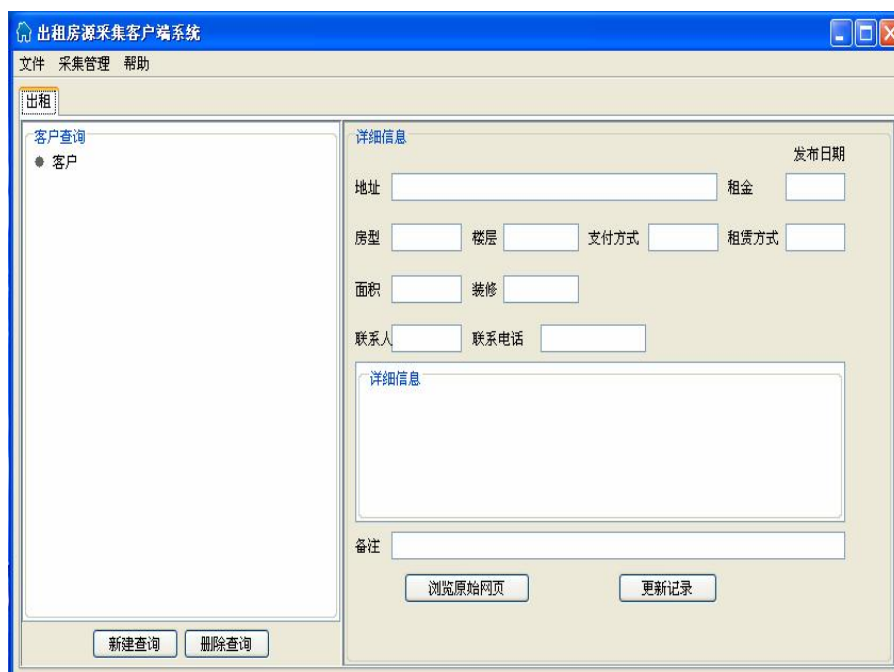 出租房源采集客户端系统
文件 采集管理 帮助
出租
客户查询
客户
新建查询 删除查询
详细信息
发布日期
地址 租金
房型 楼层 支付方式 租赁方式
面积 装修
联系人 联系电话
详细信息
备注
浏览原始网页 更新记录